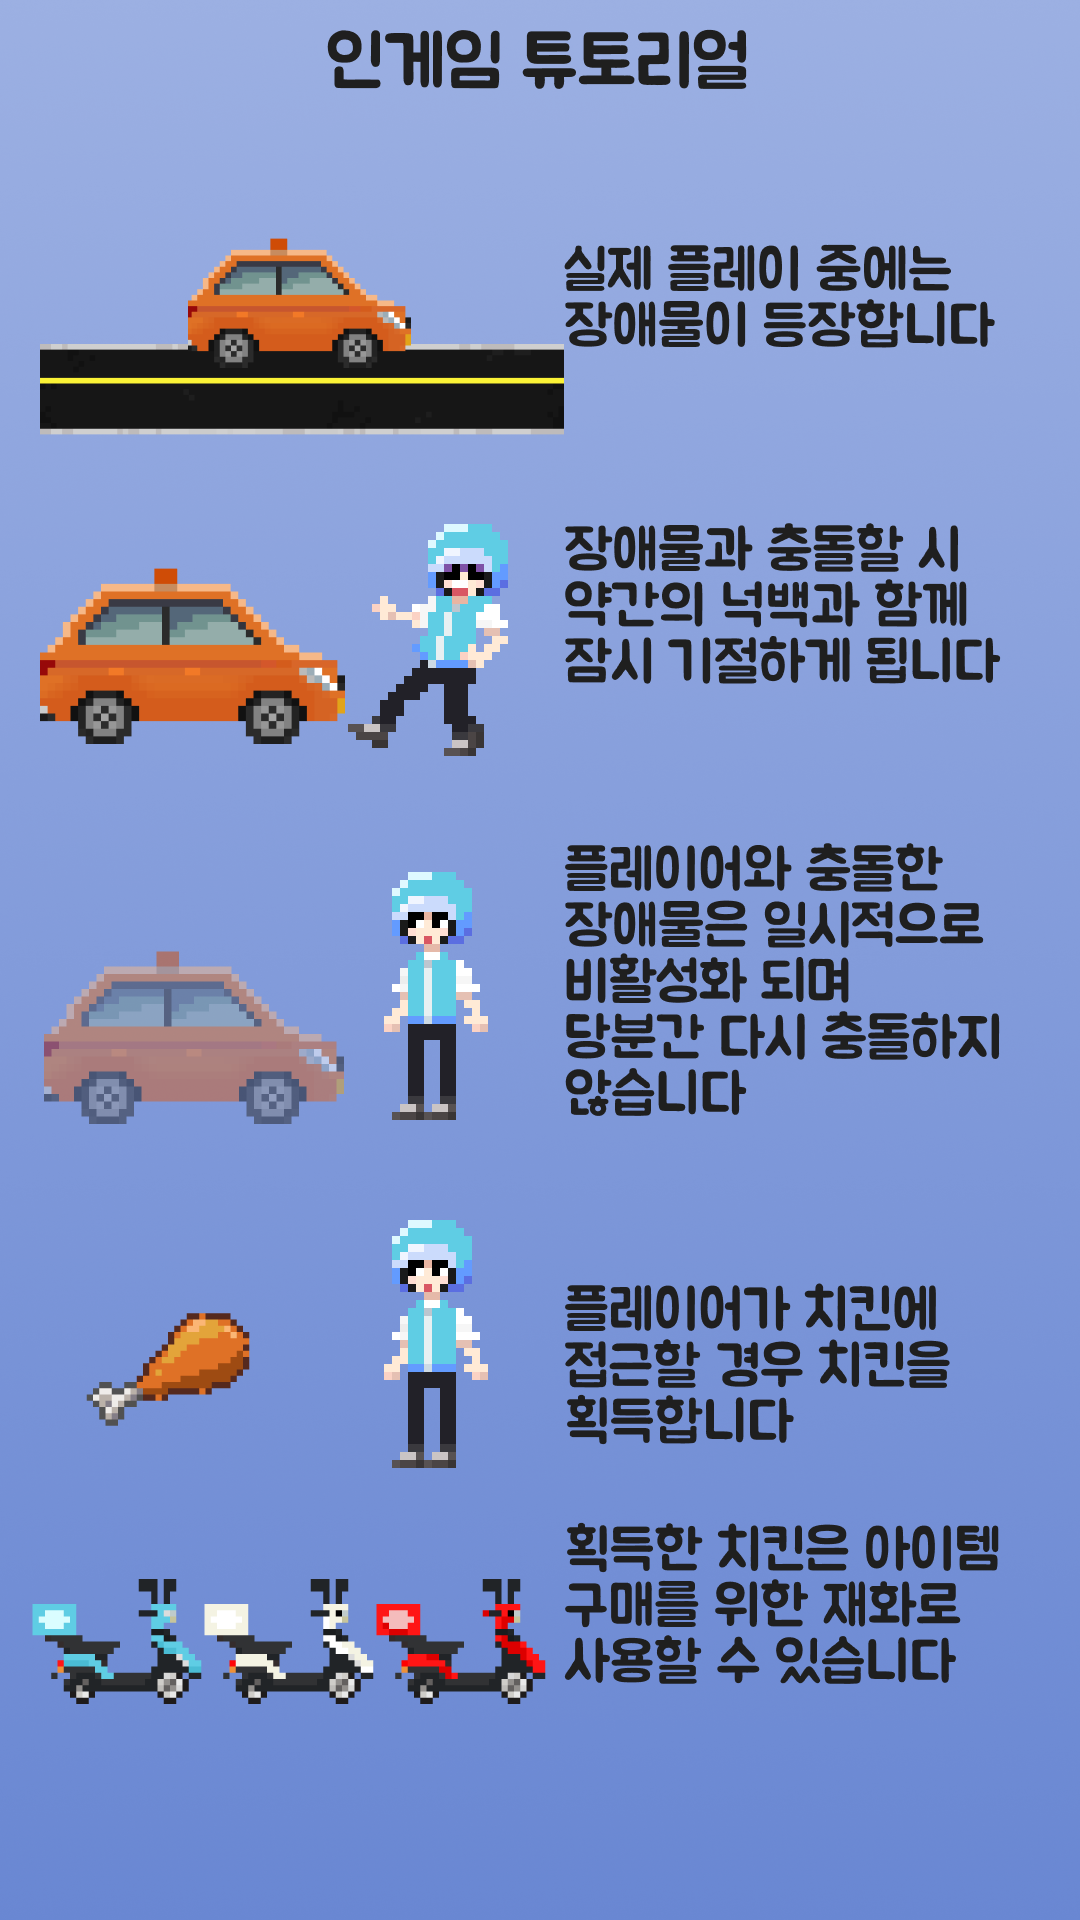 인게임 튜토리얼
실제 플레이 중에는
장애물이 등장합니다
장애물과 충돌할 시
약간의 넉백과 함께
잠시 기절하게 됩니다
플레이어와 충돌한
장애물은 일시적으로
비활성화 되며
당분간 다시 충돌하지
않습니다
플레이어가 치킨에
접근할 경우 치킨을
획득합니다
획득한 치킨은 아이템
구매를 위한 재화로
사용할 수 있습니다